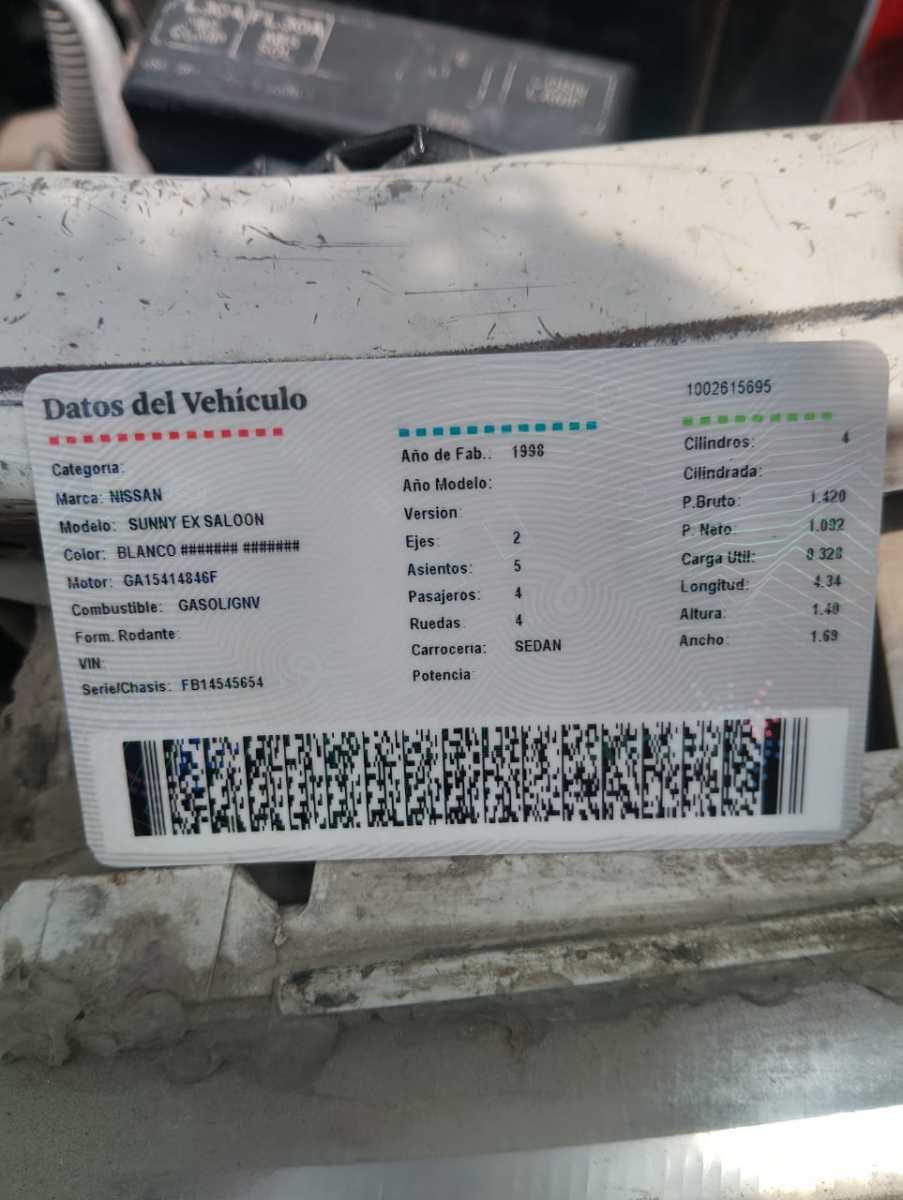 Datos del Vehículo
Categoria:
Marca: NISSAN
Modelo: SUNNY EX SALOON
Color: BLANCO ####### #######
Motor: GA15414846F
Combustible: GASOL/GNV
Form. Rodante:
VIN:
Serie/Chasis: FB14545654
Año de Fab.: 1998
Año Modelo:
Version:
Ejes: 2
Asientos: 5
Pasajeros: 4
Ruedas: 4
Carroceria: SEDAN
Potencia:
1002615695
Cilindros: 4
Cilindrada:
P.Bruto: 1.420
P. Neto: 1.092
Carga Util: 0.328
Longitud: 4.34
Altura: 1.40
Ancho: 1.69